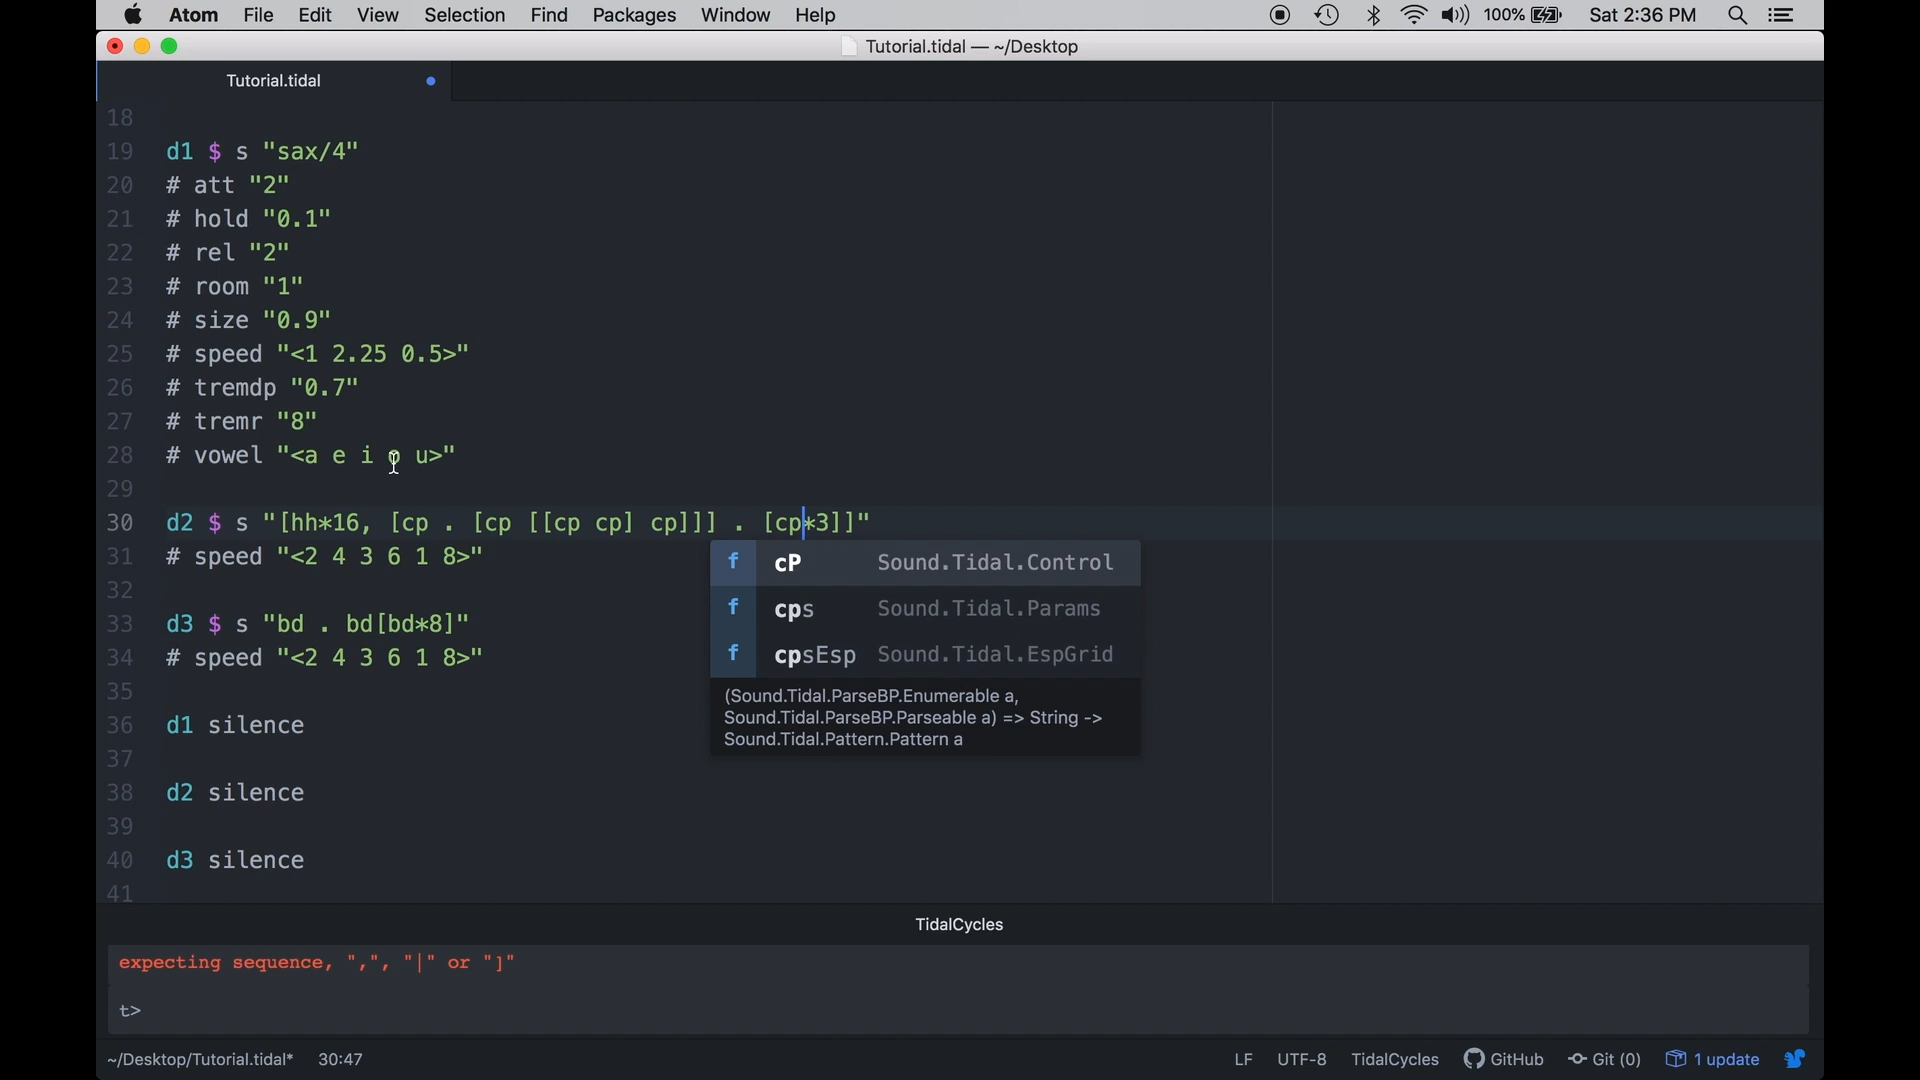 Atom File Edit View Selection Find Packages Window Help 100% Sat 2:36 PM
Tutorial.tidal — ~/Desktop
Tutorial.tidal
18
19 d1 $ s "sax/4"
20 # att "2"
21 # hold "0.1"
22 # rel "2"
23 # room "1"
24 # size "0.9"
25 # speed "<1 2.25 0.5>"
26 # tremdp "0.7"
27 # tremr "8"
28 # vowel "<a e i o u>"
29
30 d2 $ s "[hh*16, [cp . [cp [[cp cp] cp]]] . [cp*3]]"
31 # speed "<2 4 3 6 1 8>"
f cP Sound.Tidal.Control
32
f cps Sound.Tidal.Params
33 d3 $ s "bd . bd[bd*8]"
34 # speed "<2 4 3 6 1 8>"
f cpsEsp Sound.Tidal.EspGrid
35
(Sound.Tidal.ParseBP.Enumerable a,
36 d1 silence
Sound.Tidal.ParseBP.Parseable a) => String ->
Sound.Tidal.Pattern.Pattern a
37
38 d2 silence
39
40 d3 silence
41
TidalCycles
expecting sequence, ",", "|" or "]"
t>
~/Desktop/Tutorial.tidal* 30:47 LF UTF-8 TidalCycles GitHub Git (0) 1 update